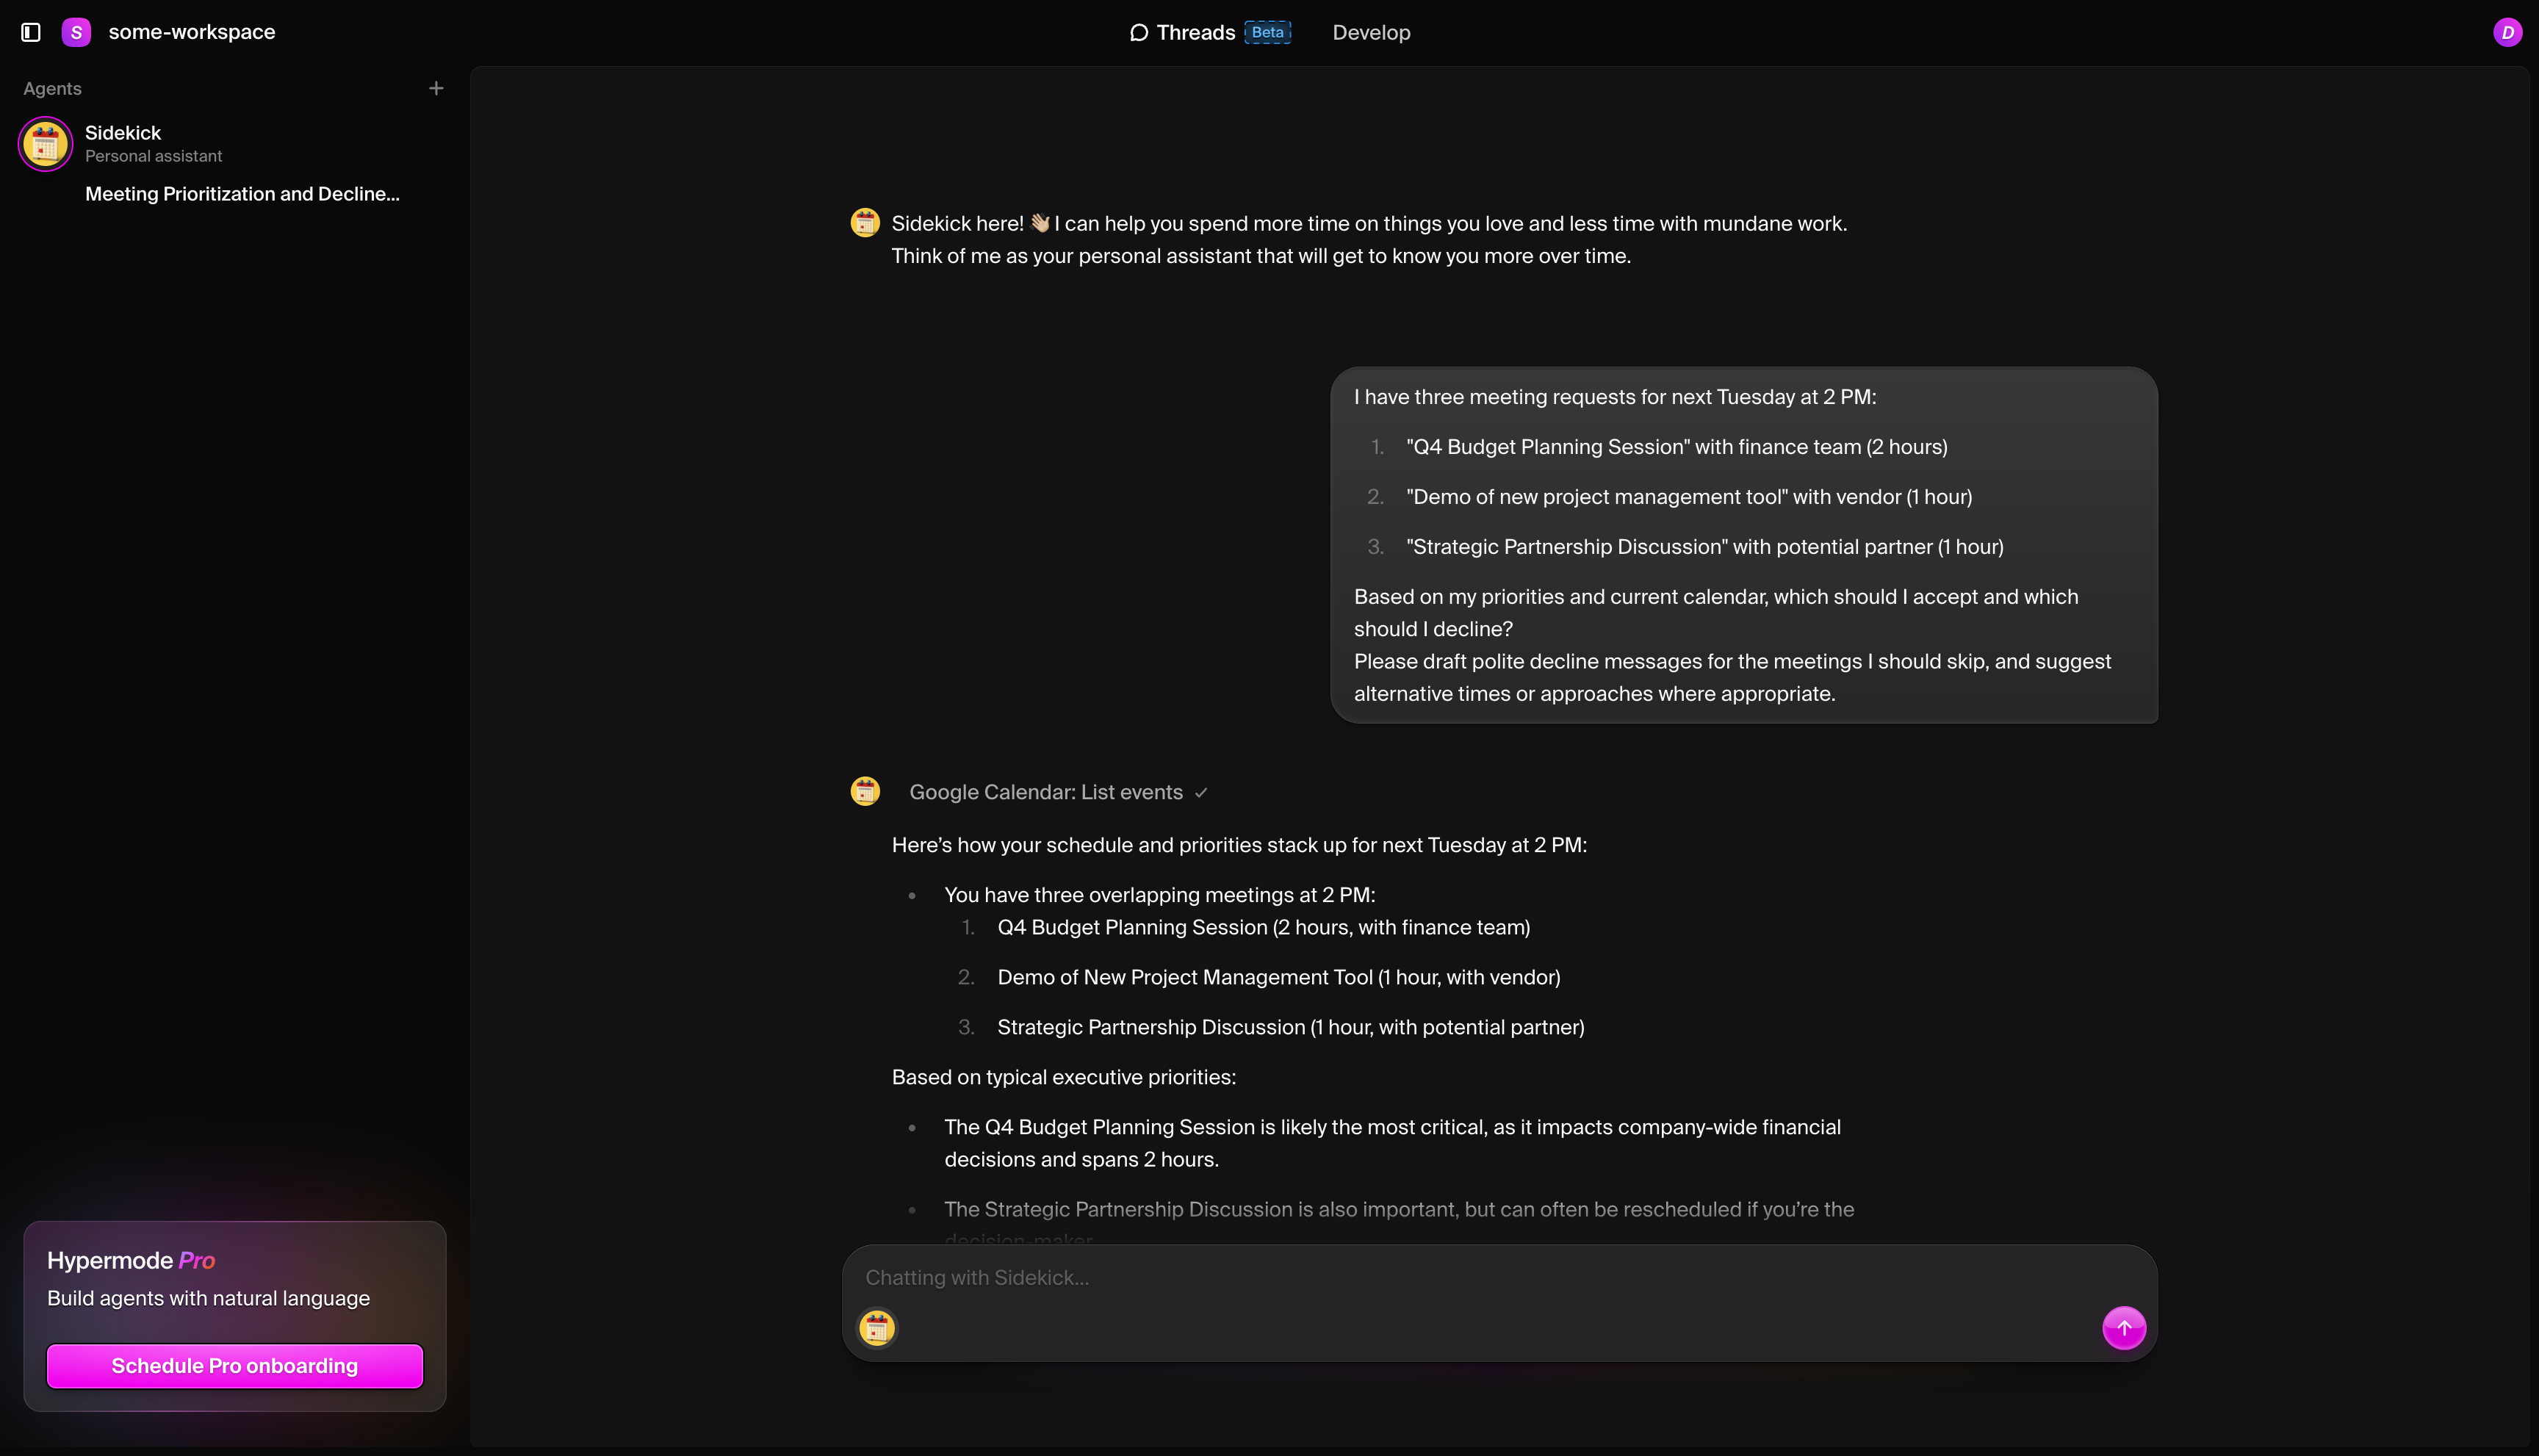 S some-workspace
Threads Beta
Develop
D
Agents +
Sidekick
Personal assistant
Meeting Prioritization and Decline...
Sidekick here! 👋🏼 I can help you spend more time on things you love and less time with mundane work.
Think of me as your personal assistant that will get to know you more over time.
I have three meeting requests for next Tuesday at 2 PM:
1. "Q4 Budget Planning Session" with finance team (2 hours)
2. "Demo of new project management tool" with vendor (1 hour)
3. "Strategic Partnership Discussion" with potential partner (1 hour)
Based on my priorities and current calendar, which should I accept and which
should I decline?
Please draft polite decline messages for the meetings I should skip, and suggest
alternative times or approaches where appropriate.
Google Calendar: List events ✓
Here’s how your schedule and priorities stack up for next Tuesday at 2 PM:
• You have three overlapping meetings at 2 PM:
1. Q4 Budget Planning Session (2 hours, with finance team)
2. Demo of New Project Management Tool (1 hour, with vendor)
3. Strategic Partnership Discussion (1 hour, with potential partner)
Based on typical executive priorities:
• The Q4 Budget Planning Session is likely the most critical, as it impacts company-wide financial
decisions and spans 2 hours.
• The Strategic Partnership Discussion is also important, but can often be rescheduled if you’re the
decision-maker
Chatting with Sidekick...
Hypermode Pro
Build agents with natural language
Schedule Pro onboarding